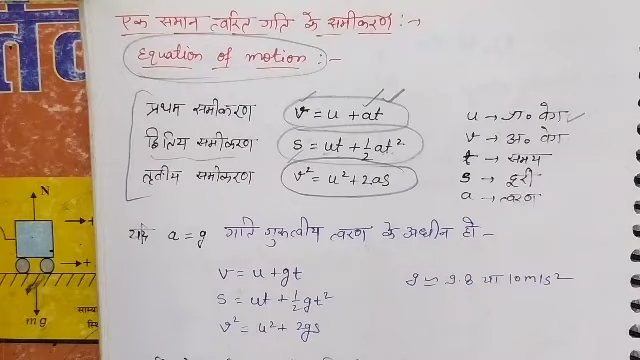 एक समान त्वरित गति के समीकरण :→
Equation of motion :-
प्रथम समीकरण v = u + at
द्वितिय समीकरण s = ut + 1/2 at²
तृतीय समीकरण v² = u² + 2as
u → प्रा० वेग
v → अ० वेग
t → समय
s → दूरी
a → त्वरण
यदि a = g गति गुरुत्वीय त्वरण के अधीन हो -
v = u + gt
s = ut + 1/2 gt²
v² = u² + 2gs
g ≃ 9.8 या 10 m/s²
N
mg